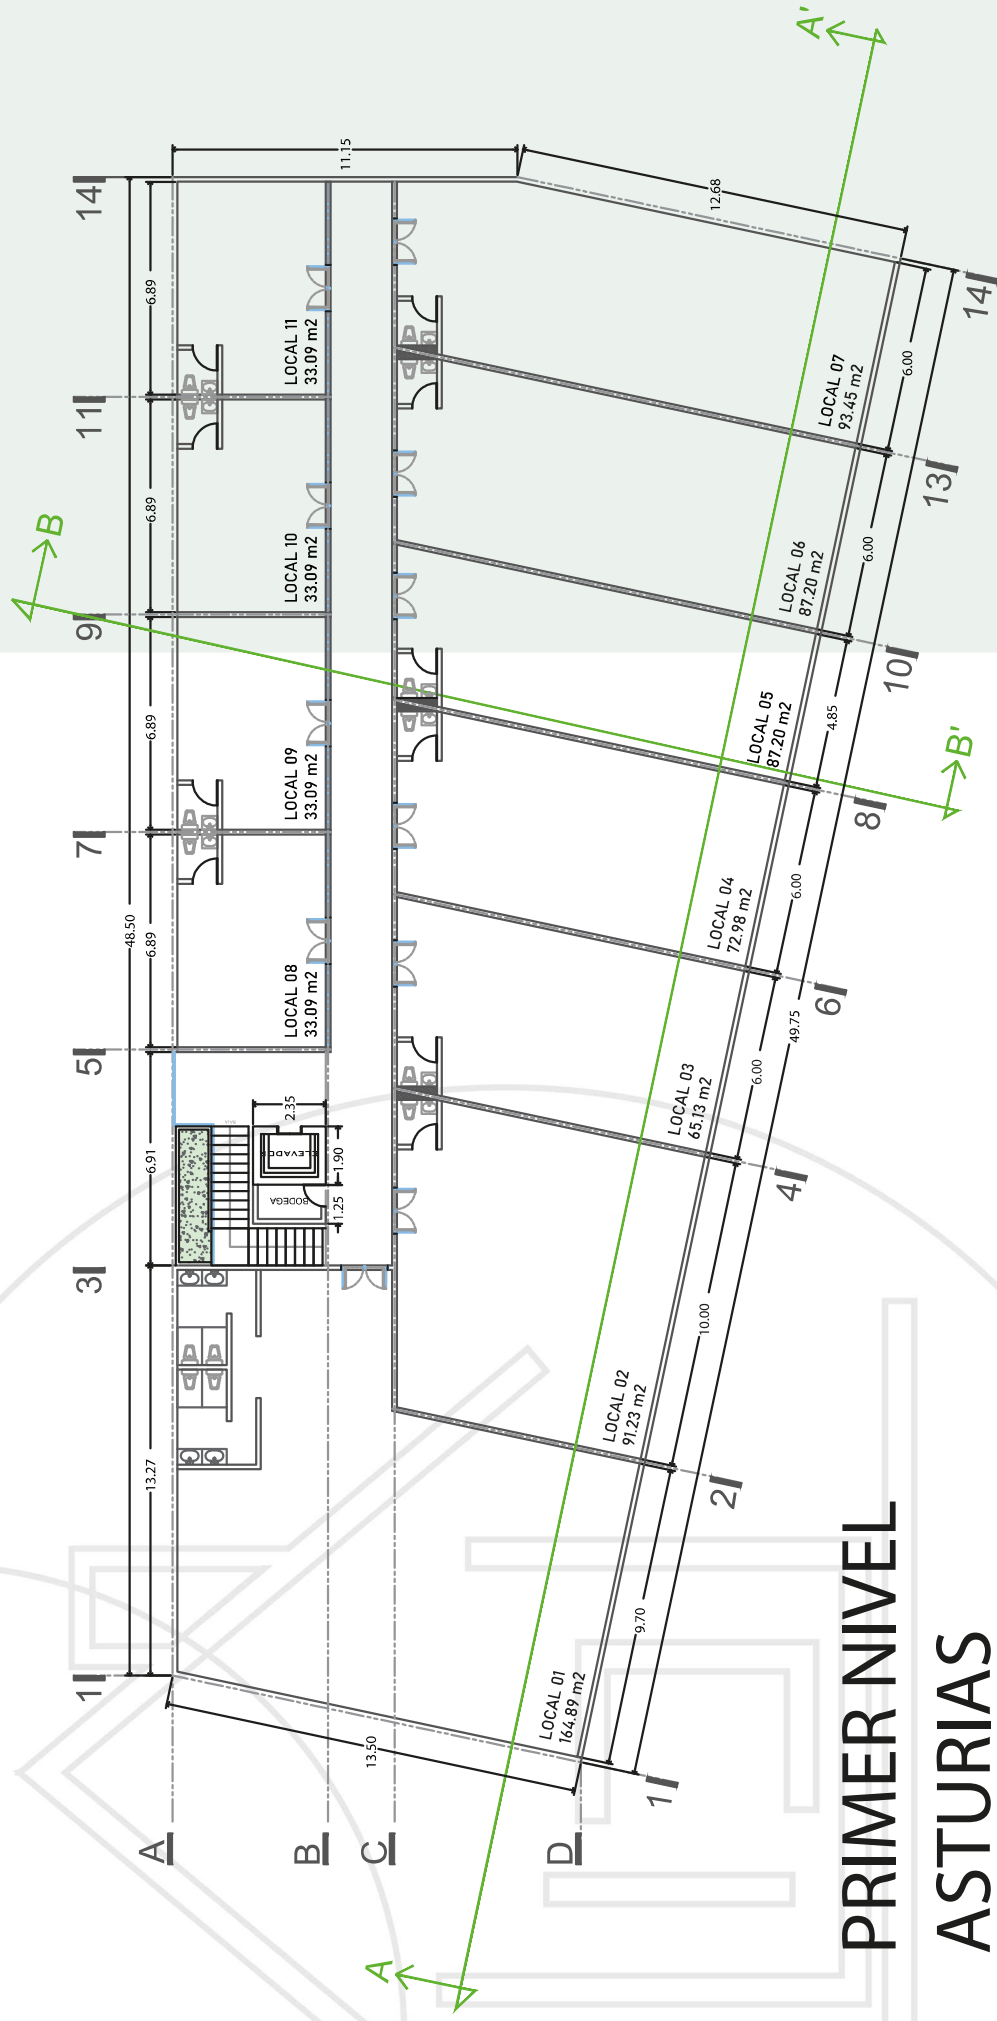 PRIMER NIVEL
ASTURIAS
A
B
C
D
1
3
5
7
9
11
14
48.50
13.27
6.91
6.89
6.89
6.89
6.89
11.15
12.68
13.50
B
B'
A
A'
LOCAL 08
33.09 m2
LOCAL 09
33.09 m2
LOCAL 10
33.09 m2
LOCAL 11
33.09 m2
ELEVADOR
BODEGA
2.35
1.90
1.25
LOCAL 01
164.89 m2
LOCAL 02
91.23 m2
LOCAL 03
65.13 m2
LOCAL 04
72.98 m2
LOCAL 05
87.20 m2
LOCAL 06
87.20 m2
LOCAL 07
93.45 m2
9.70
10.00
6.00
6.00
4.85
6.00
6.00
49.75
1
2
4
6
8
10
13
14